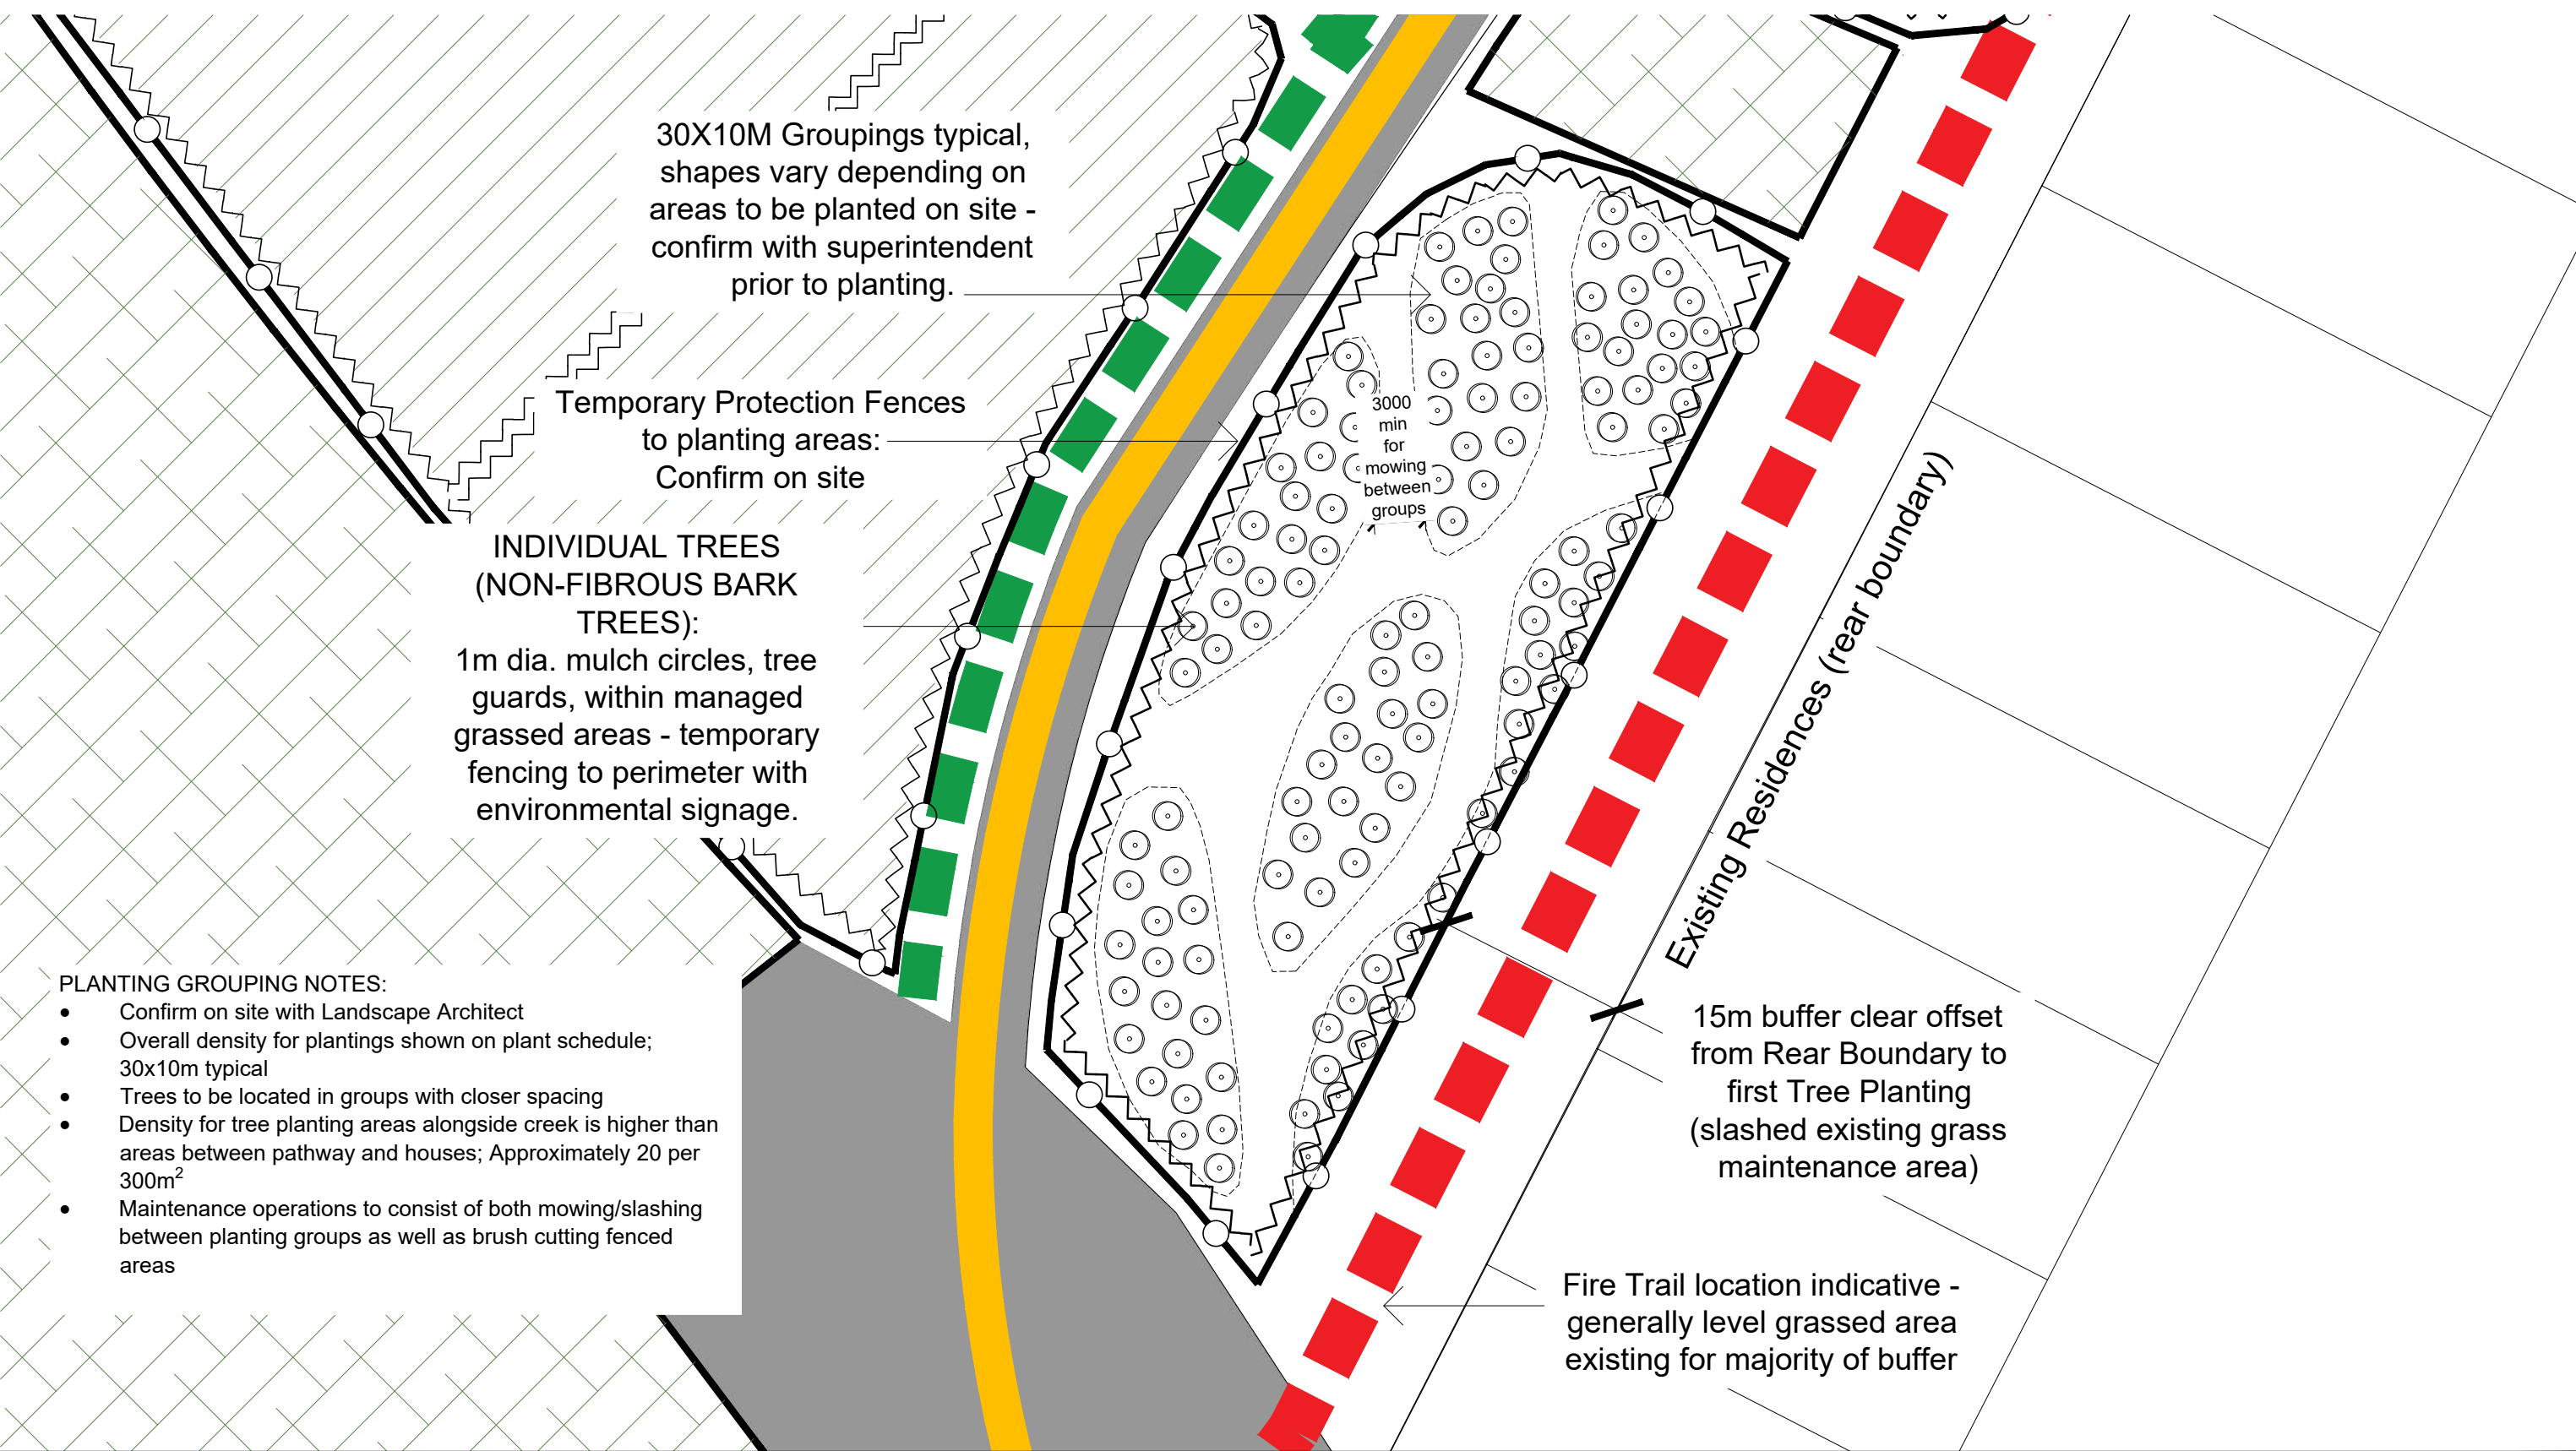 30X10M Groupings typical,
shapes vary depending on
areas to be planted on site -
confirm with superintendent
prior to planting.
Temporary Protection Fences
to planting areas:
Confirm on site
3000
min
for
mowing
between
groups
INDIVIDUAL TREES
(NON-FIBROUS BARK
TREES):
1m dia. mulch circles, tree
guards, within managed
grassed areas - temporary
fencing to perimeter with
environmental signage.
Existing Residences (rear boundary)
PLANTING GROUPING NOTES:
● Confirm on site with Landscape Architect
● Overall density for plantings shown on plant schedule;
30x10m typical
● Trees to be located in groups with closer spacing
● Density for tree planting areas alongside creek is higher than
areas between pathway and houses; Approximately 20 per
300m²
● Maintenance operations to consist of both mowing/slashing
between planting groups as well as brush cutting fenced
areas
15m buffer clear offset
from Rear Boundary to
first Tree Planting
(slashed existing grass
maintenance area)
Fire Trail location indicative -
generally level grassed area
existing for majority of buffer